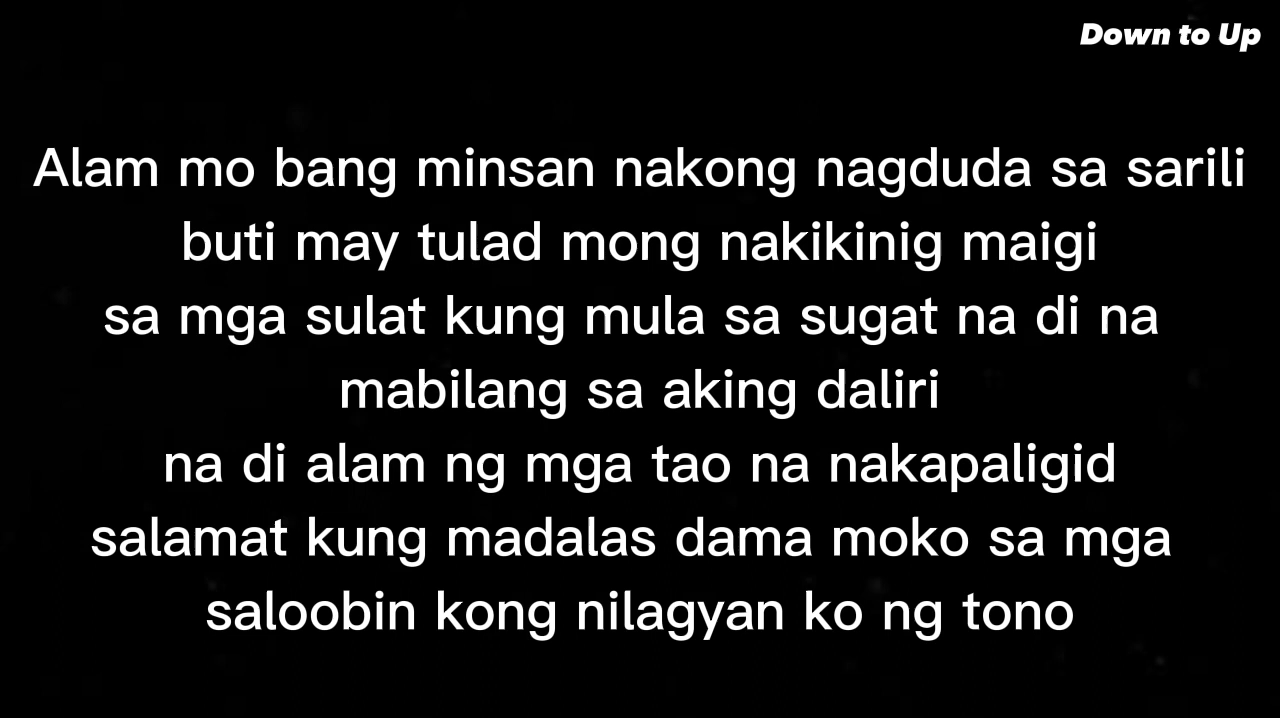 Down to Up
Alam mo bang minsan nakong nagduda sa sarili
buti may tulad mong nakikinig maigi
sa mga sulat kung mula sa sugat na di na
mabilang sa aking daliri
na di alam ng mga tao na nakapaligid
salamat kung madalas dama moko sa mga
saloobin kong nilagyan ko ng tono